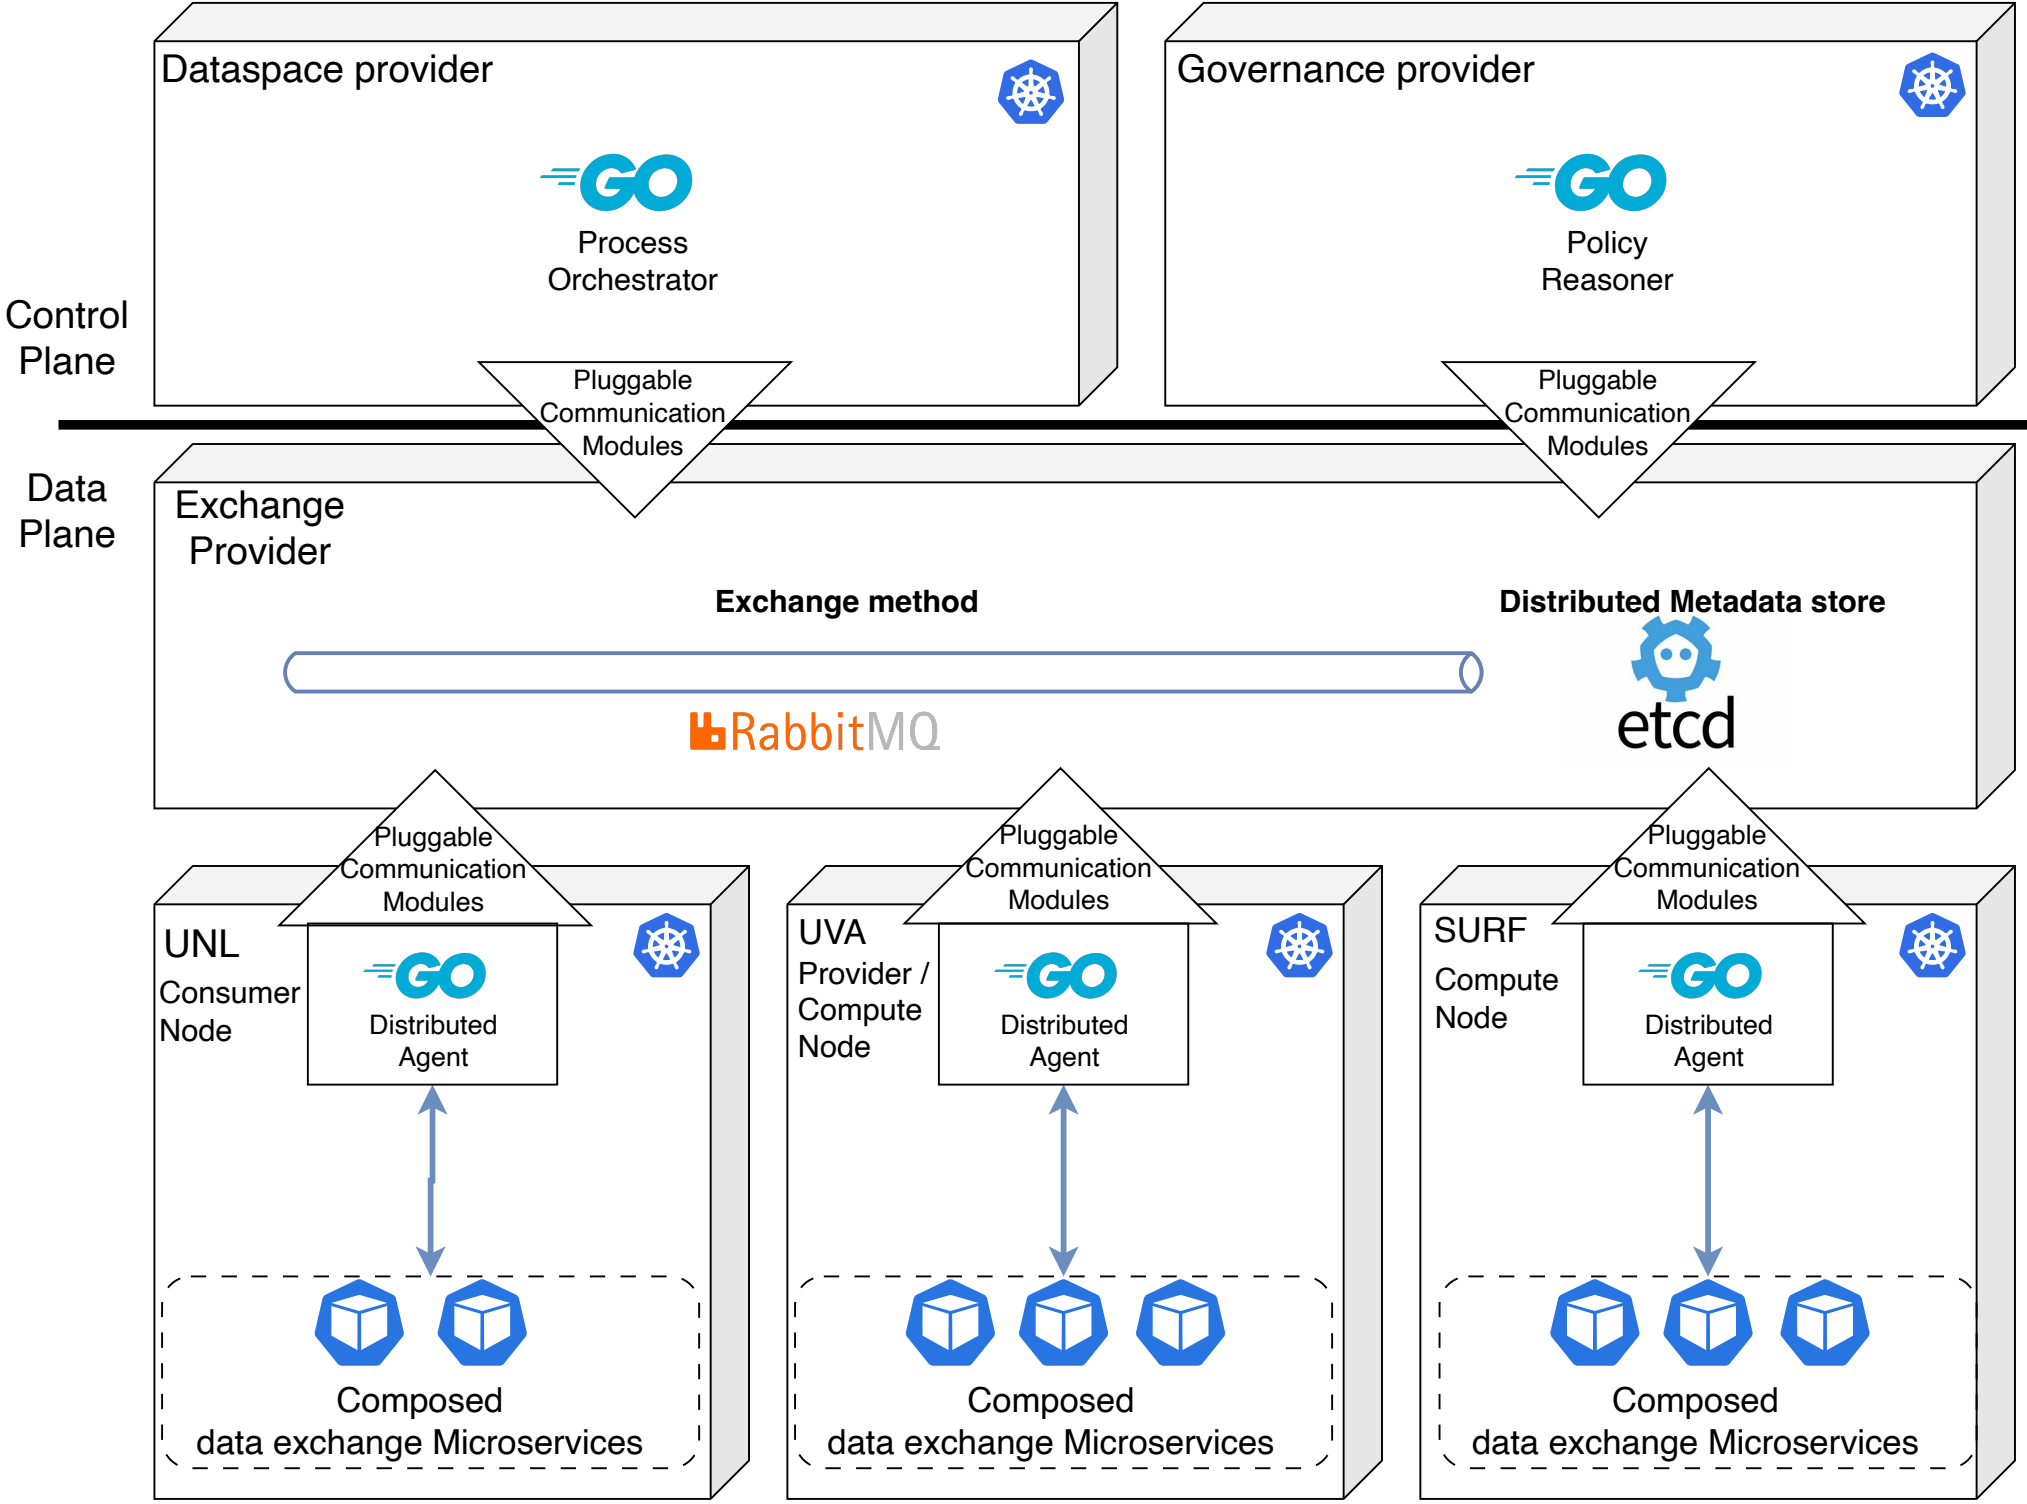 Dataspace provider
GO
Process
Orchestrator
Governance provider
GO
Policy
Reasoner
Control
Plane
Pluggable
Communication
Modules
Pluggable
Communication
Modules
Data
Plane
Exchange
Provider
Exchange method
RabbitMQ
Distributed Metadata store
etcd
Pluggable
Communication
Modules
UNL
Consumer
Node
GO
Distributed
Agent
Composed
data exchange Microservices
Pluggable
Communication
Modules
UVA
Provider /
Compute
Node
GO
Distributed
Agent
Composed
data exchange Microservices
Pluggable
Communication
Modules
SURF
Compute
Node
GO
Distributed
Agent
Composed
data exchange Microservices